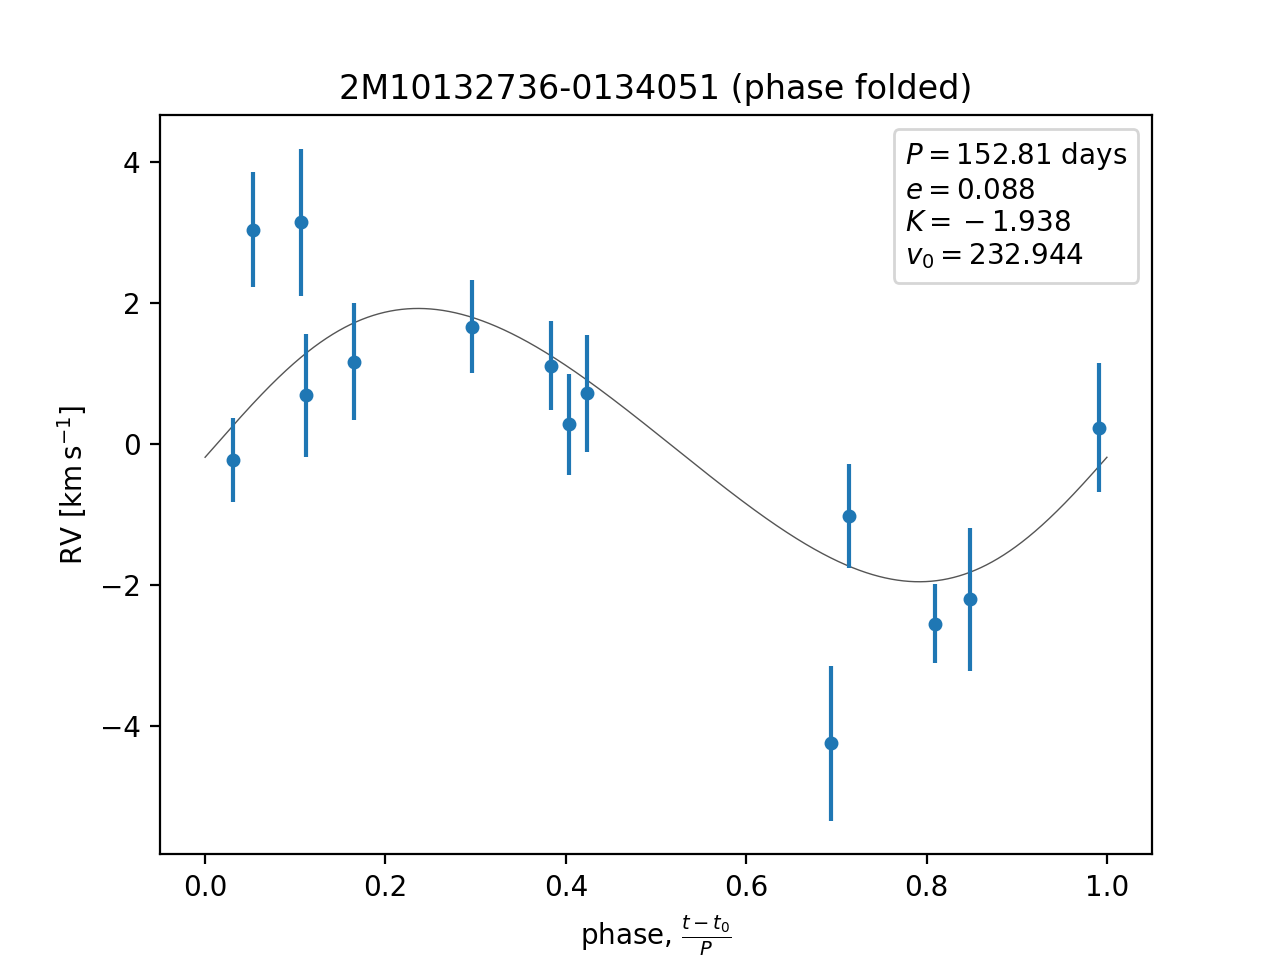 2M10132736-0134051 (phase folded)
P = 152.81 days
e = 0.088
K = −1.938
v₀ = 232.944
4
2
0
−2
−4
RV [km s⁻¹]
0.0 0.2 0.4 0.6 0.8 1.0
phase, (t − t₀)/P